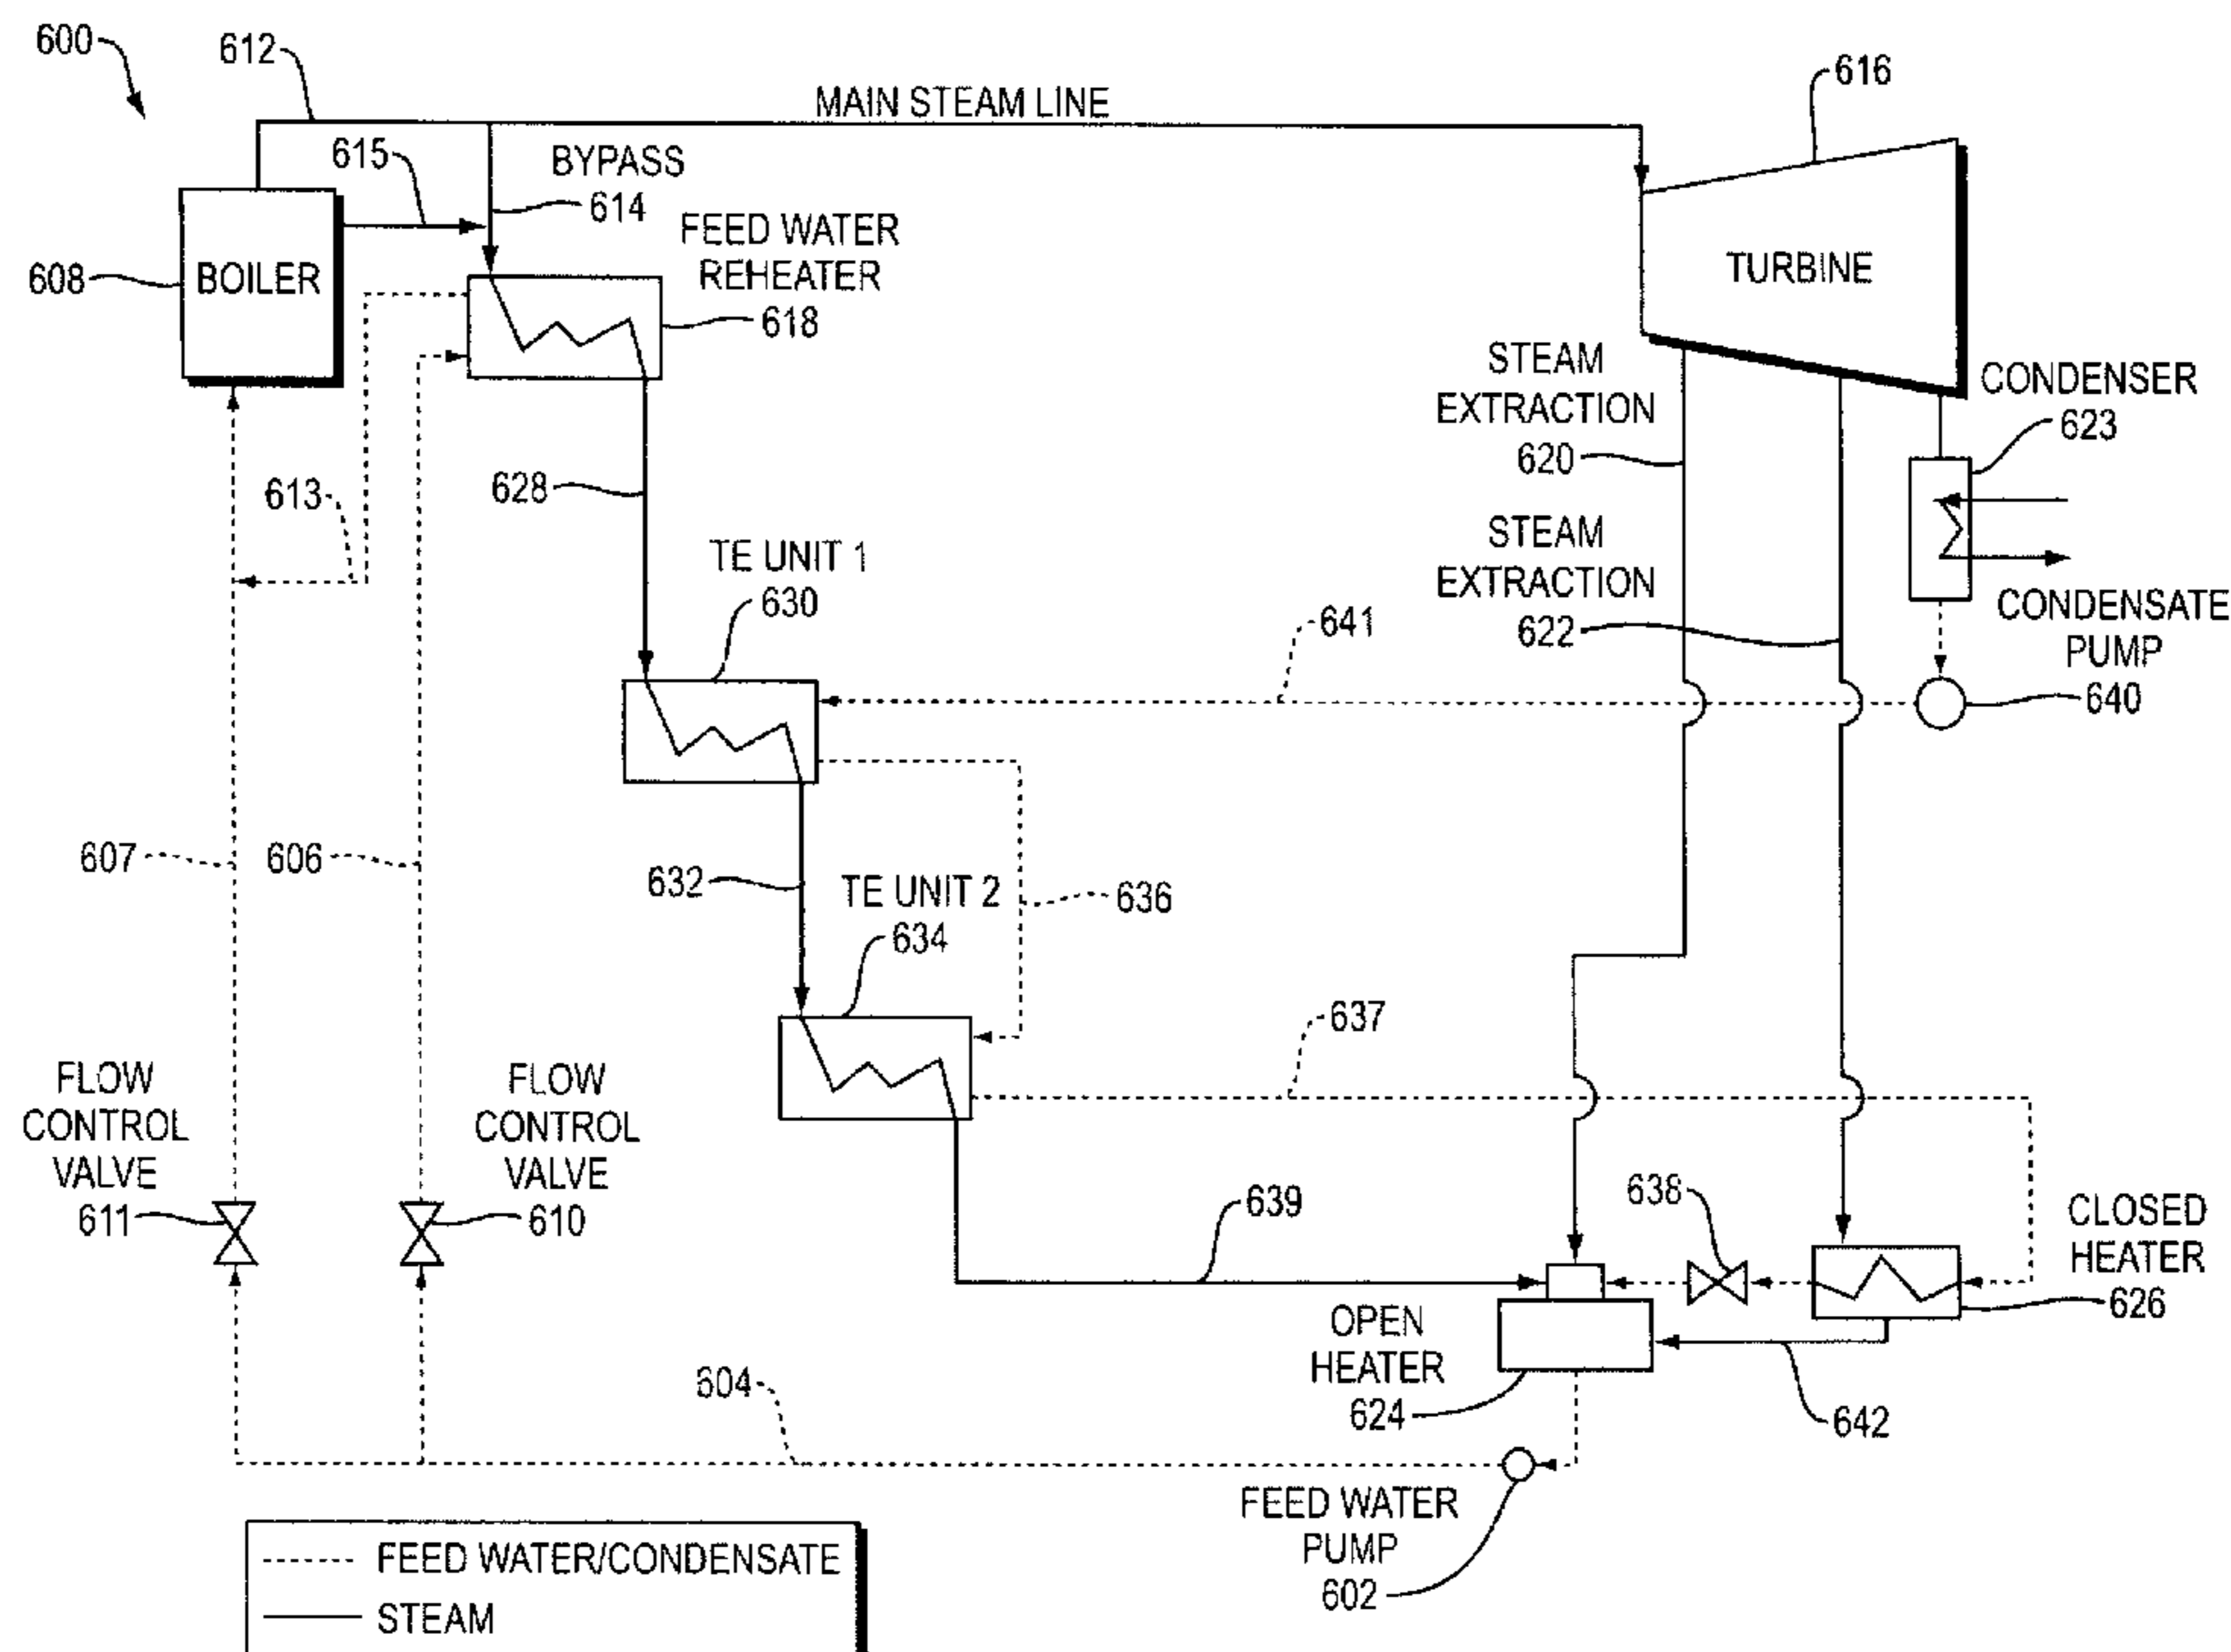 600
612
MAIN STEAM LINE
616
615
BYPASS
614
FEED WATER
REHEATER
618
608
BOILER
TURBINE
STEAM
EXTRACTION
620
CONDENSER
623
613
628
STEAM
EXTRACTION
622
TE UNIT 1
630
641
CONDENSATE
PUMP
640
607
606
632
TE UNIT 2
634
636
637
FLOW
CONTROL
VALVE
611
FLOW
CONTROL
VALVE
610
639
638
CLOSED
HEATER
626
OPEN
HEATER
624
604
642
FEED WATER
PUMP
602
FEED WATER/CONDENSATE
STEAM